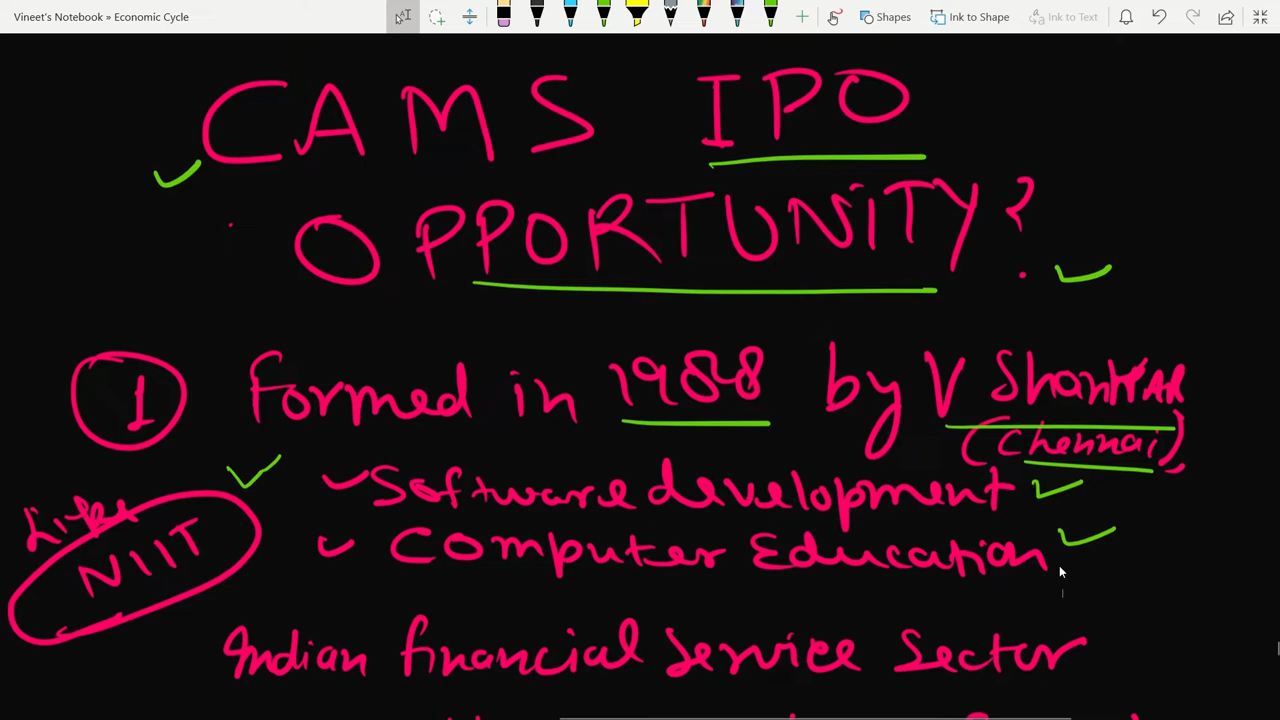 Vineet's Notebook » Economic Cycle
Shapes
Ink to Shape
Ink to Text
CAMS IPO
OPPORTUNITY?
1 Formed in 1988 by V ShankAR
(Chennai)
Software development
Like
NIIT
Computer Education
Indian financial Service Sector